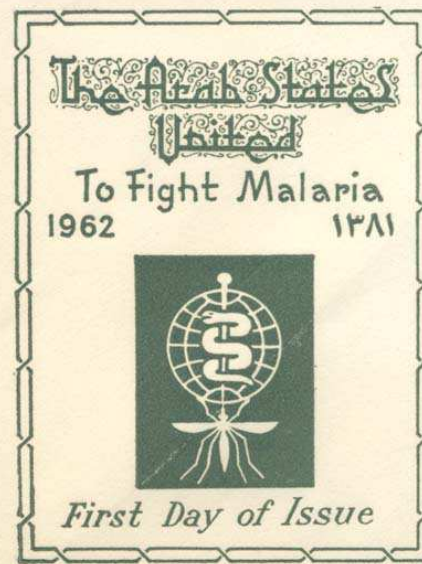 The Arab States
United
To Fight Malaria
1962 ١٣٨١
First Day of Issue